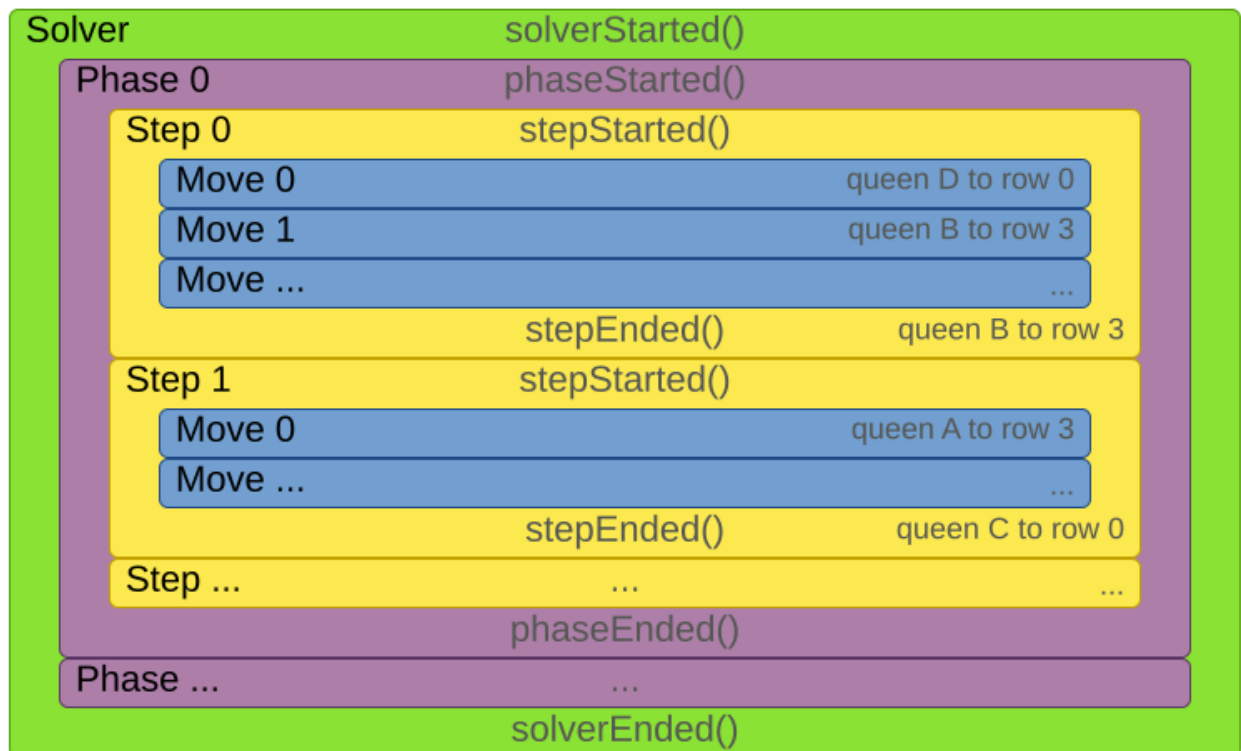 Solver solverStarted()
Phase 0 phaseStarted()
Step 0 stepStarted()
Move 0 queen D to row 0
Move 1 queen B to row 3
Move ... ...
stepEnded() queen B to row 3
Step 1 stepStarted()
Move 0 queen A to row 3
Move ... ...
stepEnded() queen C to row 0
Step ... ... ...
phaseEnded()
Phase ... ...
solverEnded()